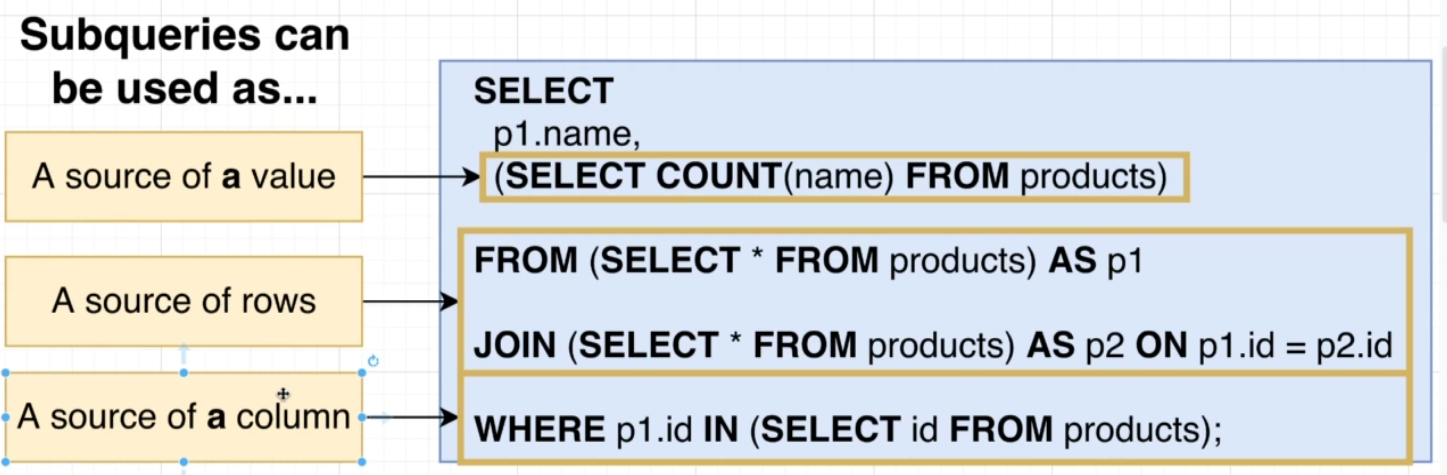 Subqueries can
be used as...
A source of a value
A source of rows
A source of a column
SELECT
p1.name,
(SELECT COUNT(name) FROM products)
FROM (SELECT * FROM products) AS p1
JOIN (SELECT * FROM products) AS p2 ON p1.id = p2.id
WHERE p1.id IN (SELECT id FROM products);